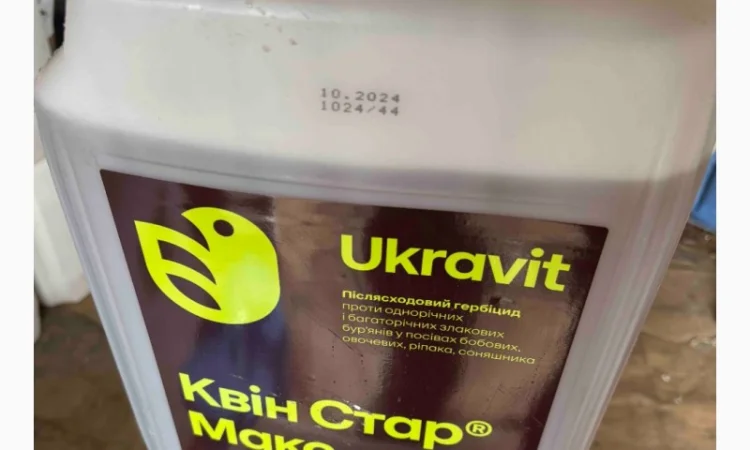 10.2024
1024/44
Ukravit
Післясходовий гербіцид
проти однорічних
і багаторічних злакових
бур'янів у посівах бобових,
овочевих, ріпака, соняшника
Квін Стар®
Макс